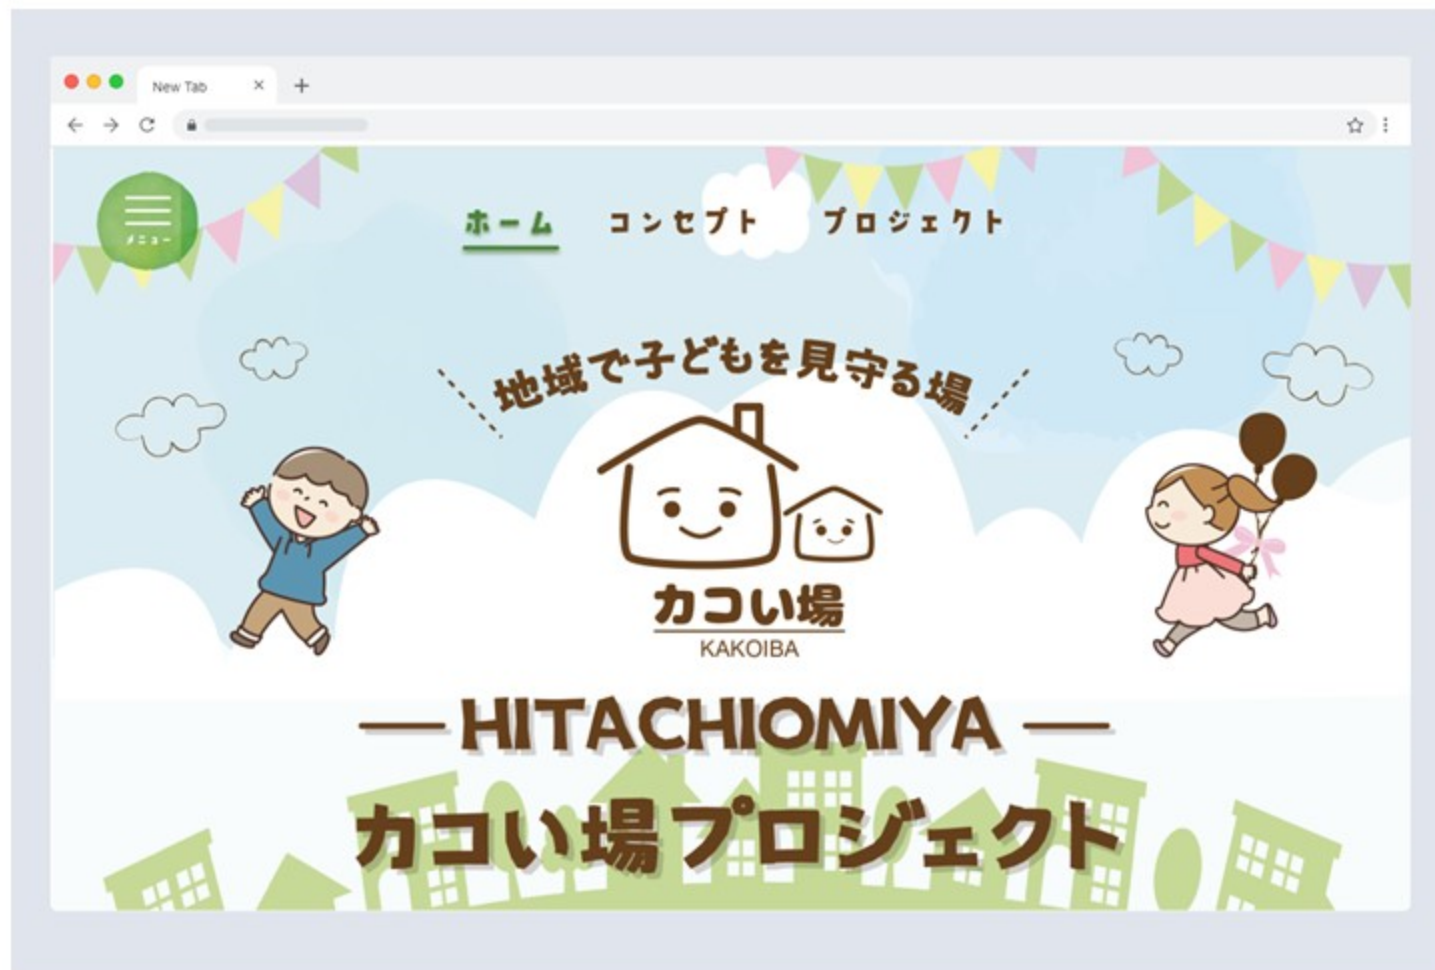 New Tab
メニュー
ホーム コンセプト プロジェクト
地域で子どもを見守る場
カコい場
KAKOIBA
HITACHIOMIYA
カコい場プロジェクト